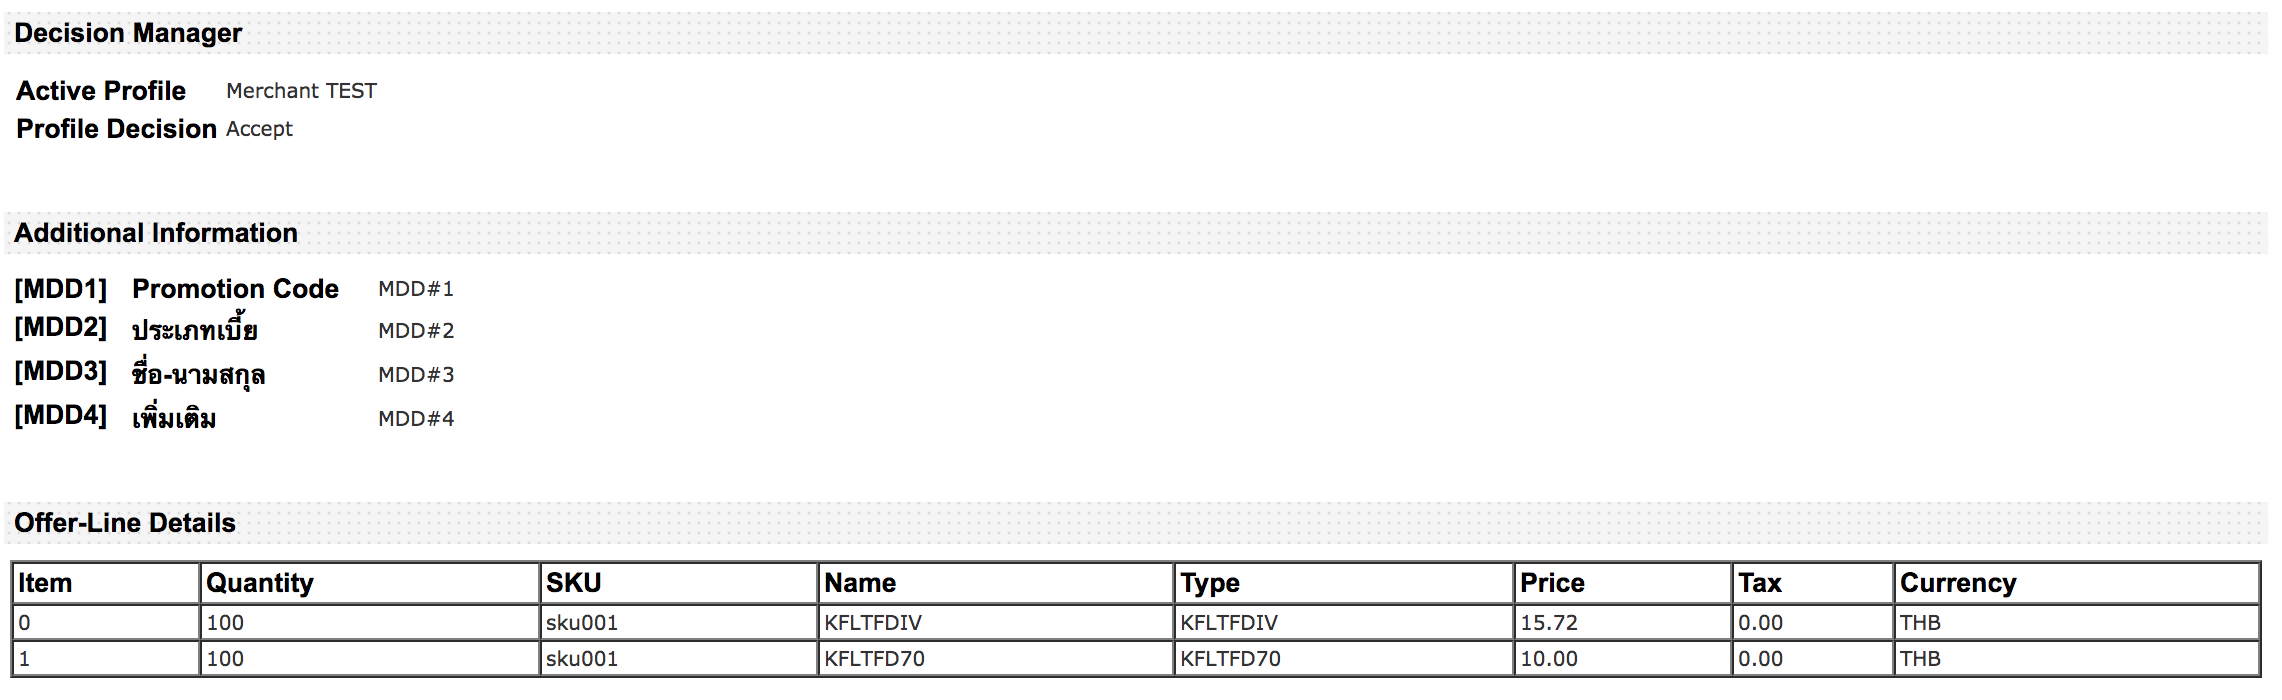 Decision Manager
Active Profile Merchant TEST
Profile Decision Accept
Additional Information
[MDD1] Promotion Code MDD#1
[MDD2] ประเภทเบี้ย MDD#2
[MDD3] ชื่อ-นามสกุล MDD#3
[MDD4] เพิ่มเติม MDD#4
Offer-Line Details
Item Quantity SKU Name Type Price Tax Currency
0 100 sku001 KFLTFDIV KFLTFDIV 15.72 0.00 THB
1 100 sku001 KFLTFD70 KFLTFD70 10.00 0.00 THB